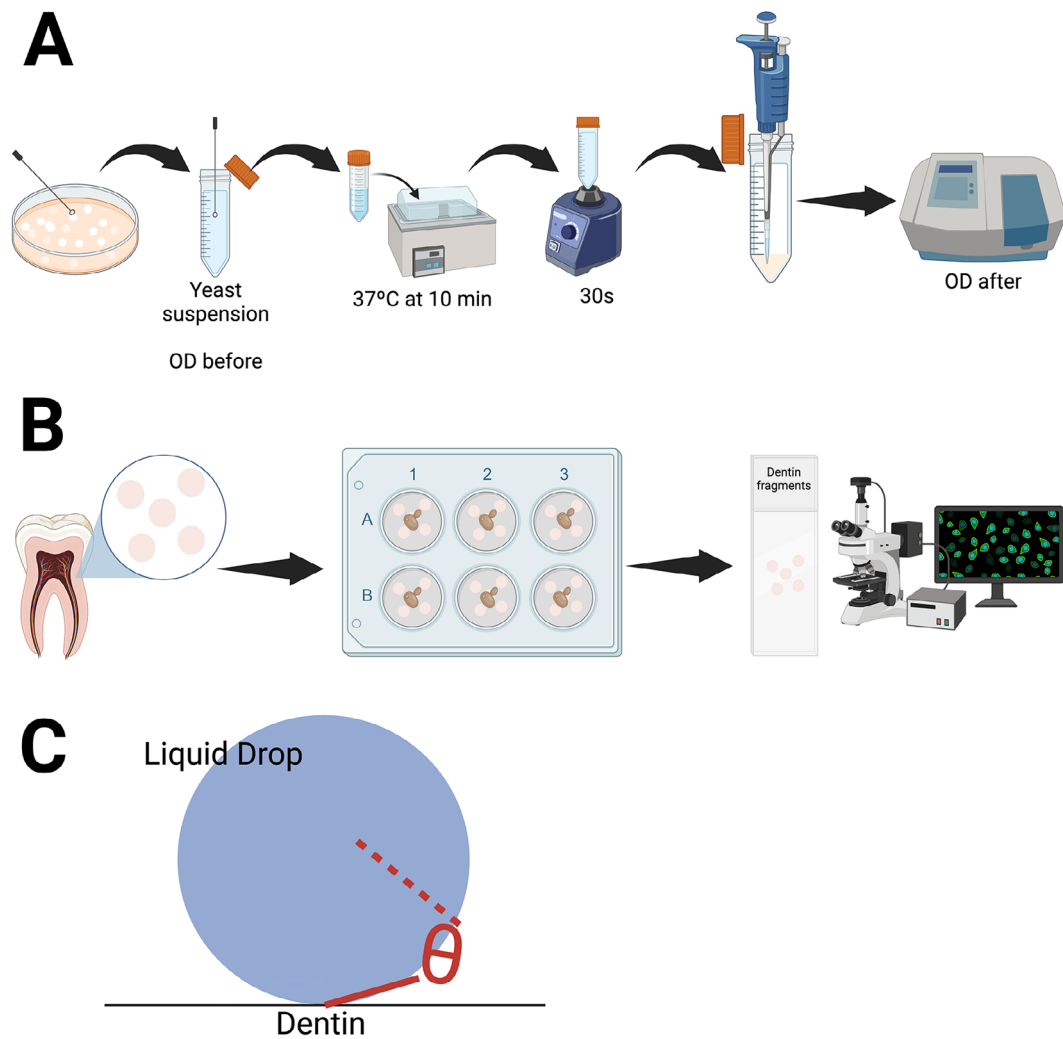 A
Yeast
suspension
OD before
37ºC at 10 min
30s
OD after
B
1 2 3
A
B
Dentin
fragments
C
Liquid Drop
θ
Dentin